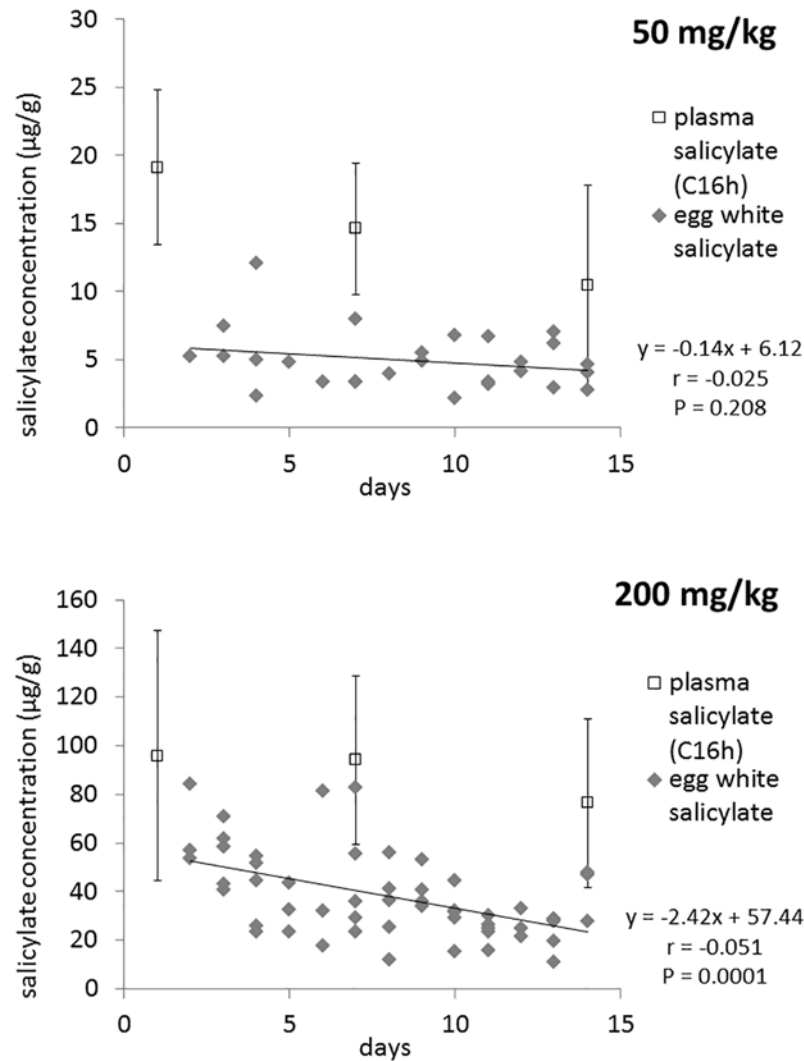 50 mg/kg
30
25
20
15
10
5
0
salicylate concentration (µg/g)
plasma
salicylate
(C16h)
egg white
salicylate
y = -0.14x + 6.12
r = -0.025
P = 0.208
0 5 10 15
days
200 mg/kg
160
140
120
100
80
60
40
20
0
salicylate concentration (µg/g)
plasma
salicylate
(C16h)
egg white
salicylate
y = -2.42x + 57.44
r = -0.051
P = 0.0001
0 5 10 15
days